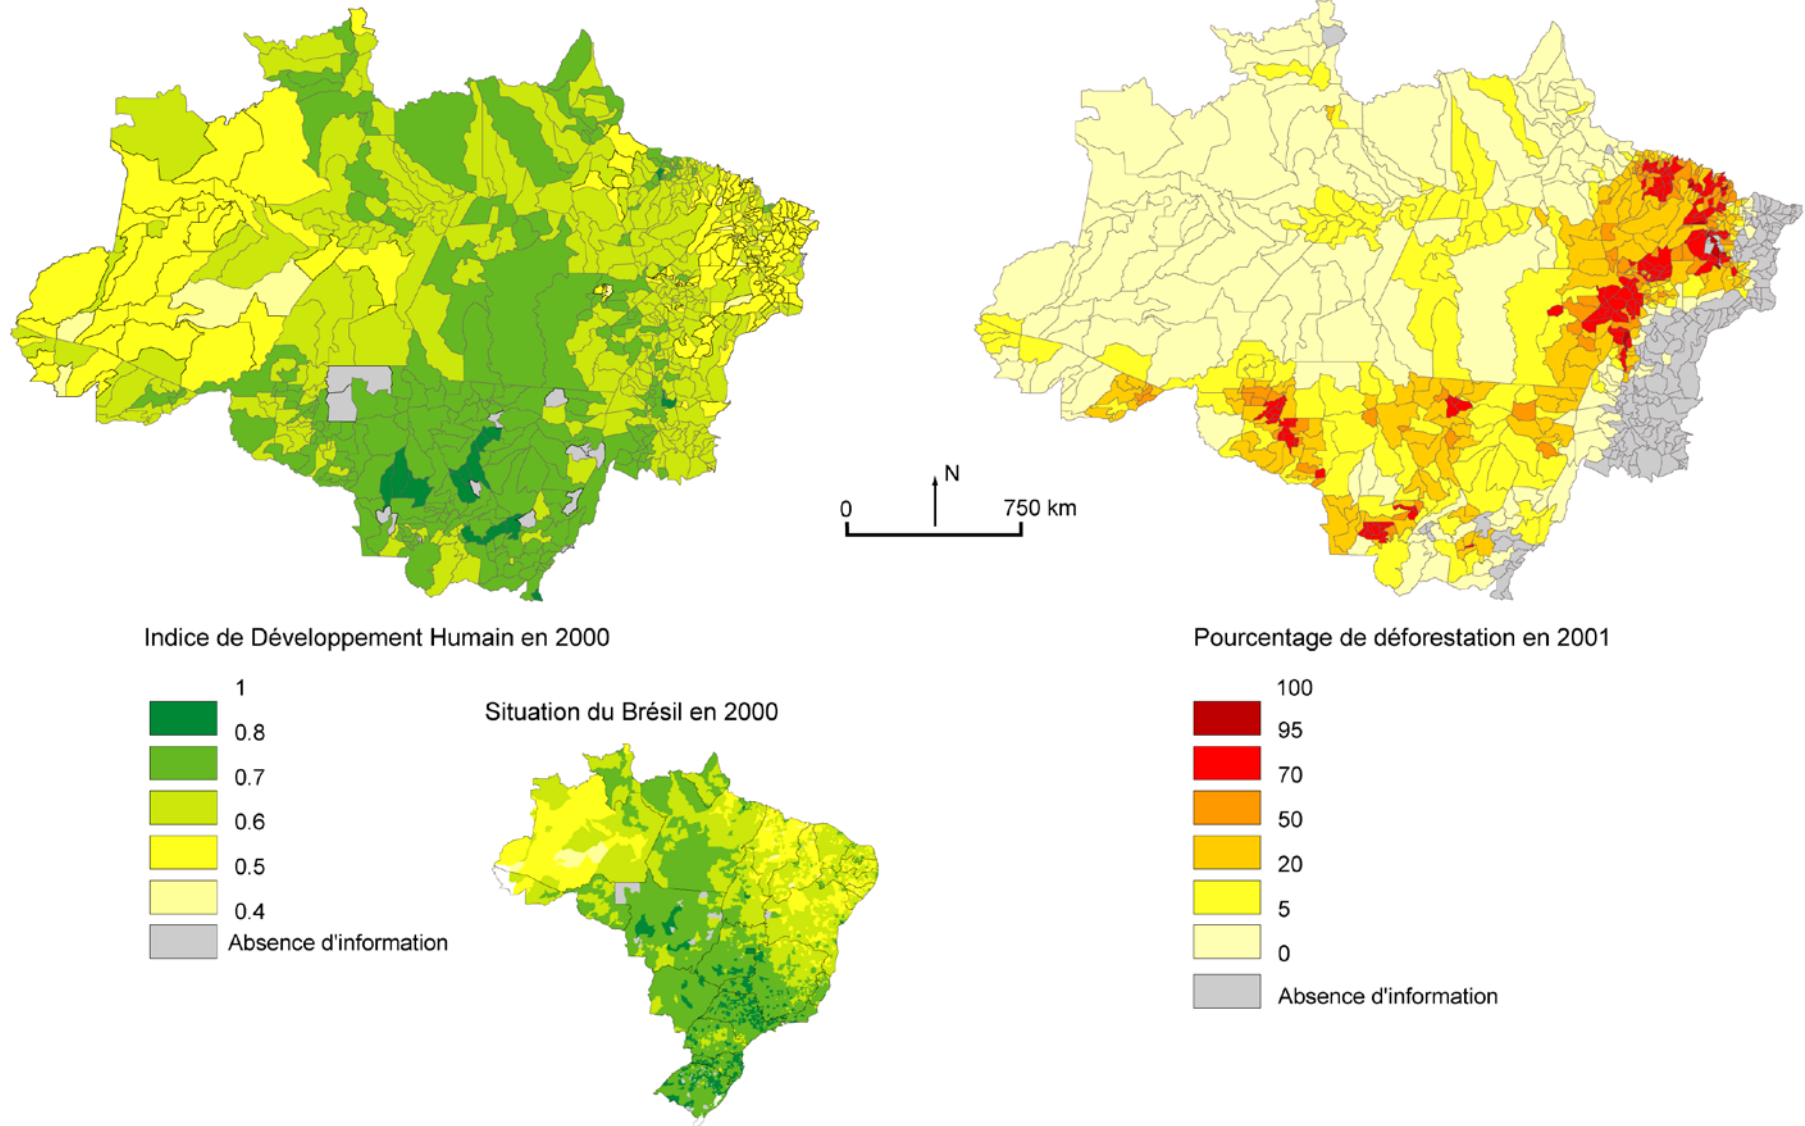 N
0
750 km
Indice de Développement Humain en 2000
1
0.8
0.7
0.6
0.5
0.4
Absence d'information
Situation du Brésil en 2000
Pourcentage de déforestation en 2001
100
95
70
50
20
5
0
Absence d'information